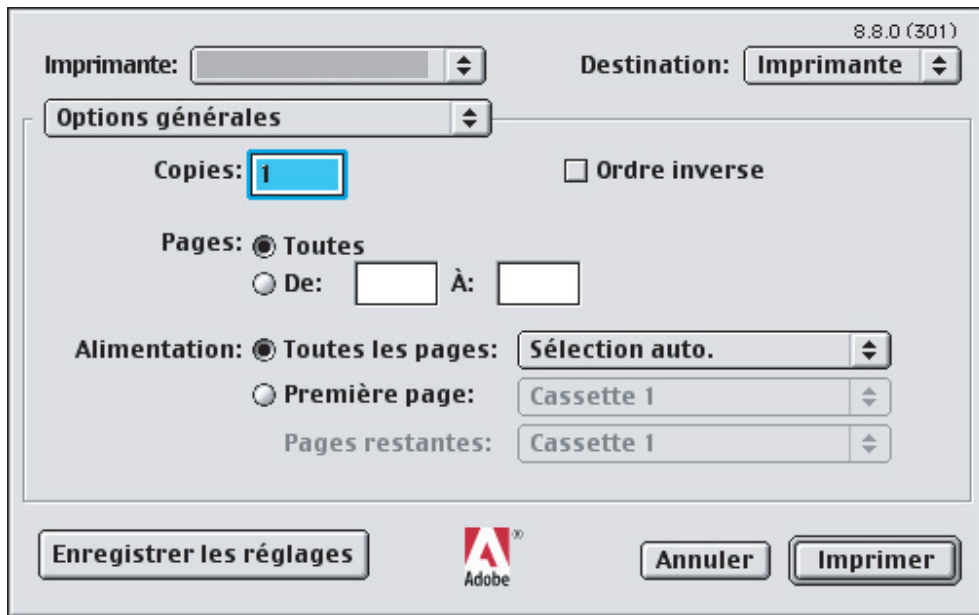 8.8.0 (301)
Imprimante: Destination: Imprimante
Options générales
Copies: 1 Ordre inverse
Pages: Toutes
De: À:
Alimentation: Toutes les pages: Sélection auto.
Première page: Cassette 1
Pages restantes: Cassette 1
Enregistrer les réglages Adobe® Annuler Imprimer